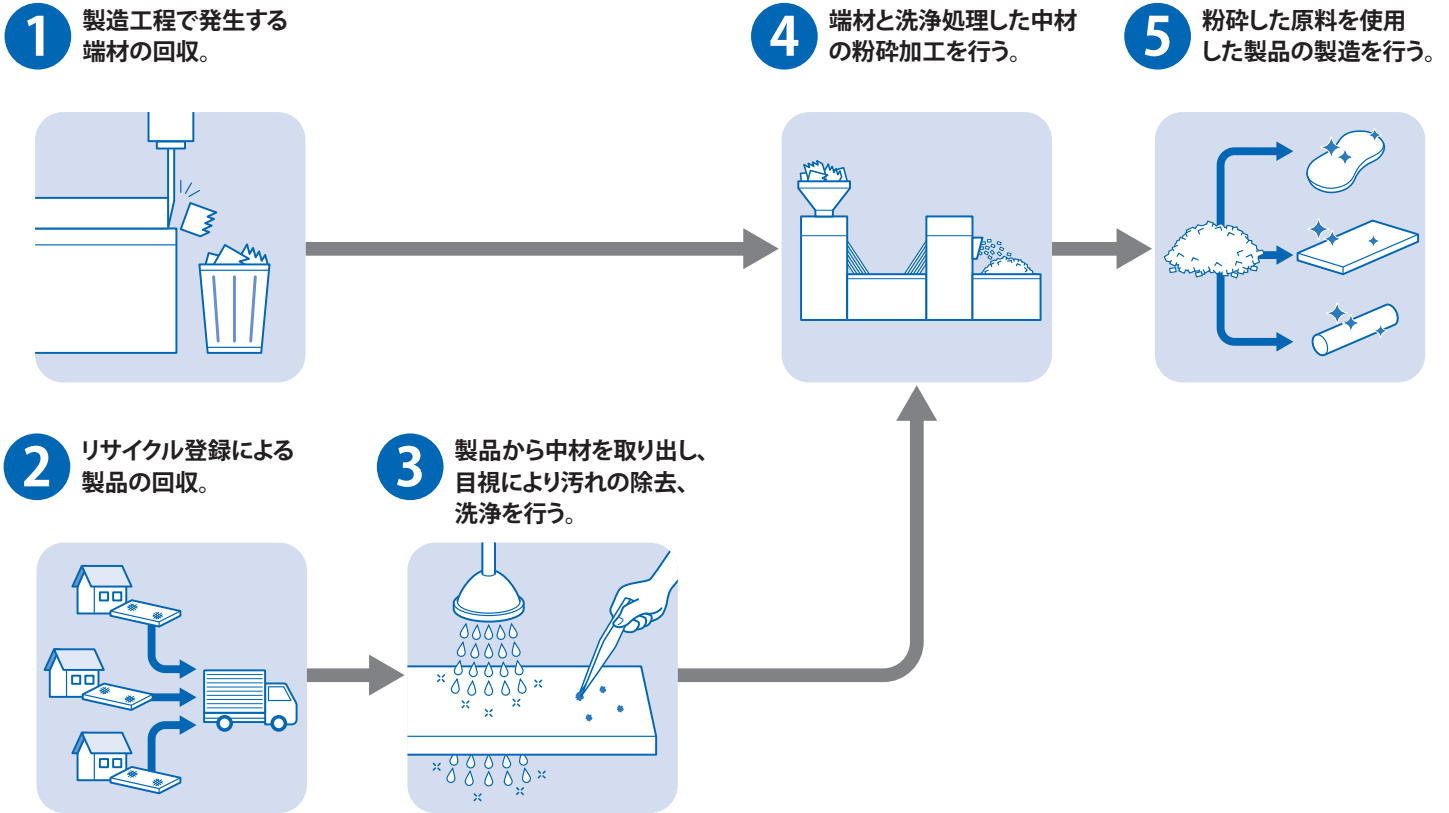 1
製造工程で発生する
端材の回収。
2
リサイクル登録による
製品の回収。
3
製品から中材を取り出し、
目視により汚れの除去、
洗浄を行う。
4
端材と洗浄処理した中材
の粉砕加工を行う。
5
粉砕した原料を使用
した製品の製造を行う。